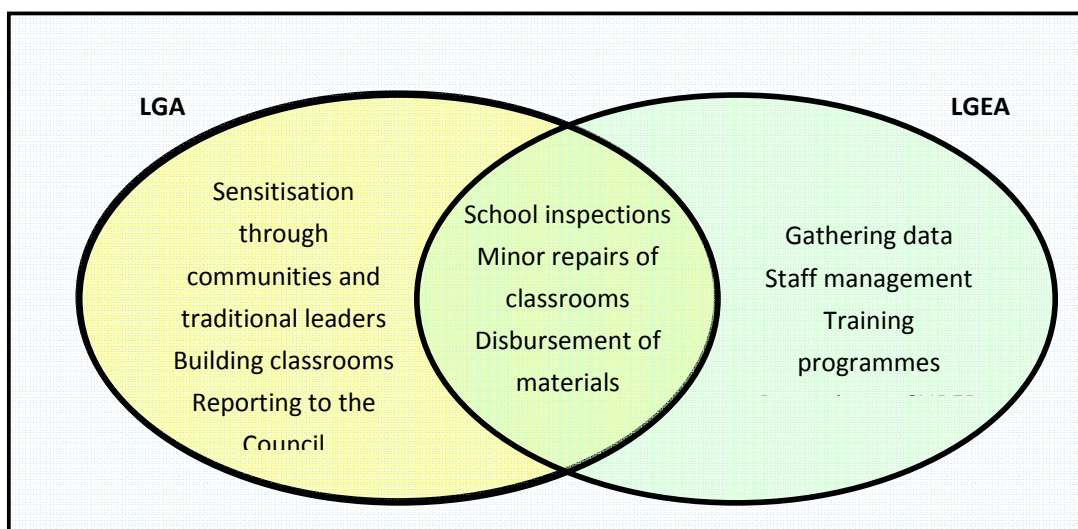 LGA
LGEA
Sensitisation
through
communities and
traditional leaders
Building classrooms
Reporting to the
Council
School inspections
Minor repairs of
classrooms
Disbursement of
materials
Gathering data
Staff management
Training
programmes